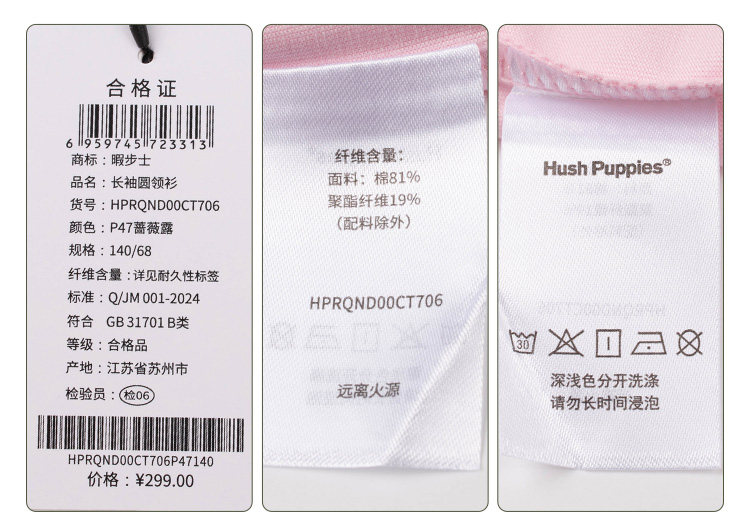 合格证
6 959745 723313
商标：暇步士
品名：长袖圆领衫
货号：HPRQND00CT706
颜色：P47蔷薇露
规格：140/68
纤维含量：详见耐久性标签
标准：Q/JM 001-2024
符合 GB 31701 B类
等级：合格品
产地：江苏省苏州市
检验员：检06
HPRQND00CT706P47140
价格：¥299.00
纤维含量：
面料：棉81%
聚酯纤维19%
（配料除外）
HPRQND00CT706
远离火源
Hush Puppies®
30
深浅色分开洗涤
请勿长时间浸泡